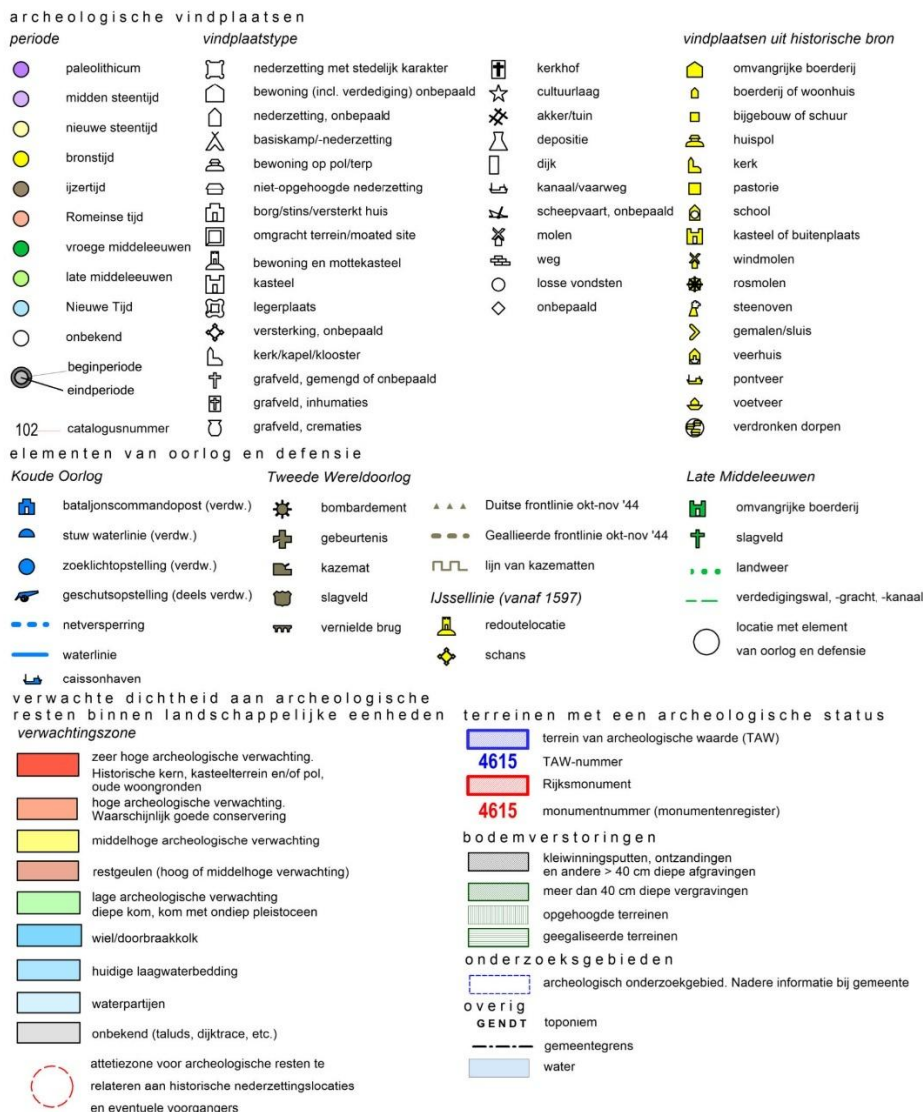 archeologische vindplaatsen
periode
paleolithicum
midden steentijd
nieuwe steentijd
bronstijd
ijzertijd
Romeinse tijd
vroege middeleeuwen
late middeleeuwen
Nieuwe Tijd
onbekend
beginperiode
eindperiode
102 catalogusnummer
vindplaatstype
nederzetting met stedelijk karakter
bewoning (incl. verdediging) onbepaald
nederzetting, onbepaald
basiskamp/-nederzetting
bewoning op pol/terp
niet-opgehoogde nederzetting
borg/stins/versterkt huis
omgracht terrein/moated site
bewoning en mottekasteel
kasteel
legerplaats
versterking, onbepaald
kerk/kapel/klooster
grafveld, gemengd of cnbepaald
grafveld, inhumaties
grafveld, crematies
kerkhof
cultuurlaag
akker/tuin
depositie
dijk
kanaal/vaarweg
scheepvaart, onbepaald
molen
weg
losse vondsten
onbepaald
vindplaatsen uit historische bron
omvangrijke boerderij
boerderij of woonhuis
bijgebouw of schuur
huispol
kerk
pastorie
school
kasteel of buitenplaats
windmolen
rosmolen
steenoven
gemalen/sluis
veerhuis
pontveer
voetveer
verdronken dorpen
elementen van oorlog en defensie
Koude Oorlog
bataljonscommandopost (verdw.)
stuw waterlinie (verdw.)
zoeklichtopstelling (verdw.)
geschutsopstelling (deels verdw.)
netversperring
waterlinie
caissonhaven
Tweede Wereldoorlog
bombardement
gebeurtenis
kazemat
slagveld
vernielde brug
Duitse frontlinie okt-nov '44
Geallieerde frontlinie okt-nov '44
lijn van kazematten
IJssellinie (vanaf 1597)
redoutelocatie
schans
Late Middeleeuwen
omvangrijke boerderij
slagveld
landweer
verdedigingswal, -gracht, -kanaal
locatie met element
van oorlog en defensie
verwachte dichtheid aan archeologische
resten binnen landschappelijke eenheden
verwachtingszone
zeer hoge archeologische verwachting.
Historische kern, kasteelterrein en/of pol,
oude woongronden
hoge archeologische verwachting.
Waarschijnlijk goede conservering
middelhoge archeologische verwachting
restgeulen (hoog of middelhoge verwachting)
lage archeologische verwachting
diepe kom, kom met ondiep pleistoceen
wiel/doorbraakkolk
huidige laagwaterbedding
waterpartijen
onbekend (taluds, dijktrace, etc.)
attetiezone voor archeologische resten te
relateren aan historische nederzettingslocaties
en eventuele voorgangers
terreinen met een archeologische status
terrein van archeologische waarde (TAW)
4615 TAW-nummer
Rijksmonument
4615 monumentnummer (monumentenregister)
bodemverstoringen
kleiwinningsputten, ontzandingen
en andere > 40 cm diepe afgravingen
meer dan 40 cm diepe vergravingen
opgehoogde terreinen
geegaliseerde terreinen
onderzoeksgebieden
archeologisch onderzoekgebied. Nadere informatie bij gemeente
overig
GENDT toponiem
gemeentegrens
water